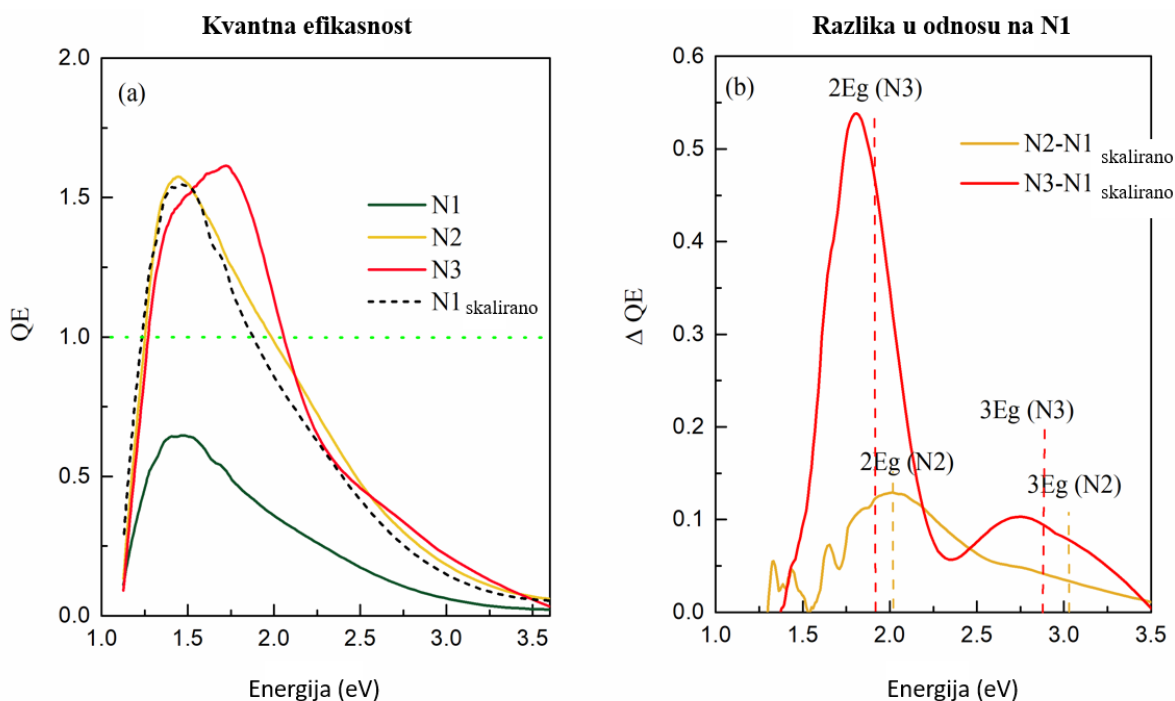 Kvantna efikasnost
2.0
(a)
1.5
QE
1.0
0.5
0.0
N1
N2
N3
N1 skalirano
1.0
1.5
2.0
2.5
3.0
3.5
Energija (eV)
Razlika u odnosu na N1
0.6
(b)
0.5
0.4
Δ QE
0.3
0.2
0.1
0.0
2Eg (N3)
N2-N1 skalirano
N3-N1 skalirano
3Eg (N3)
2Eg (N2)
3Eg (N2)
1.0
1.5
2.0
2.5
3.0
3.5
Energija (eV)